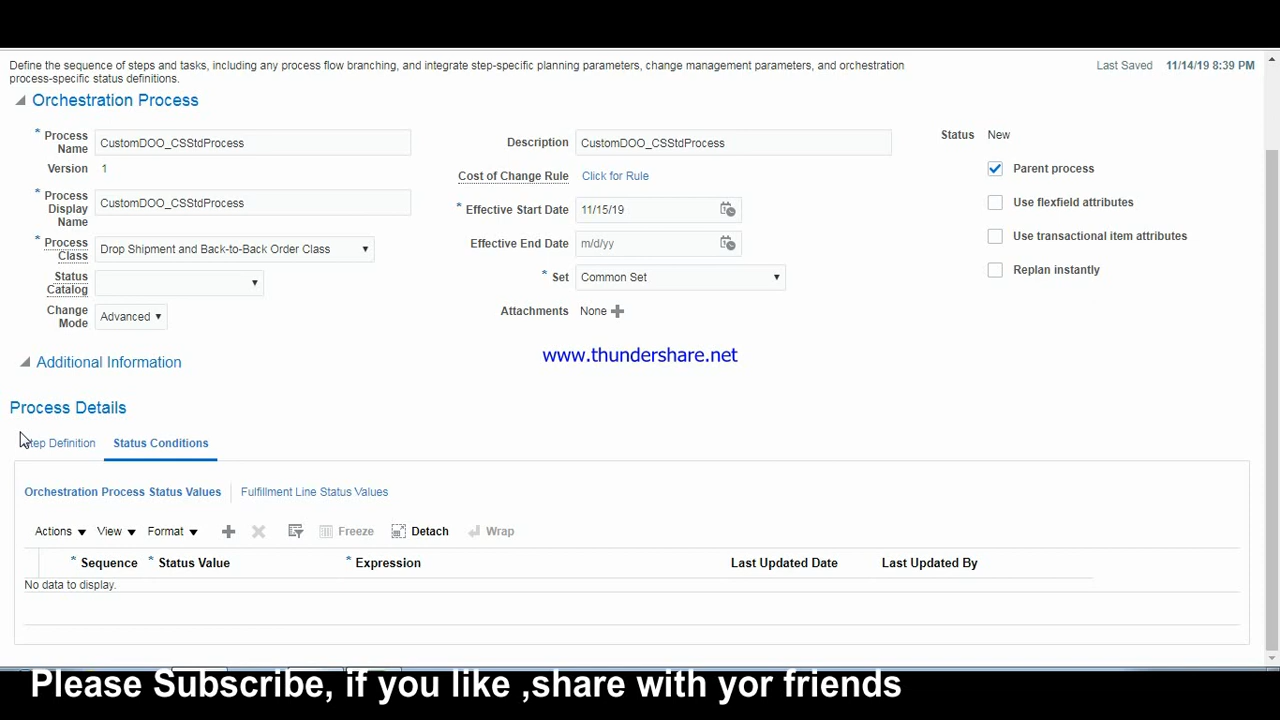 Define the sequence of steps and tasks, including any process flow branching, and integrate step-specific planning parameters, change management parameters, and orchestration
process-specific status definitions.
Last Saved 11/14/19 8:39 PM
Orchestration Process
* Process Name CustomDOO_CSStdProcess
Version 1
* Process Display Name CustomDOO_CSStdProcess
* Process Class Drop Shipment and Back-to-Back Order Class
Status Catalog
Change Mode Advanced
Description CustomDOO_CSStdProcess
Cost of Change Rule Click for Rule
* Effective Start Date 11/15/19
Effective End Date m/d/yy
* Set Common Set
Attachments None
Status New
Parent process
Use flexfield attributes
Use transactional item attributes
Replan instantly
www.thundershare.net
Additional Information
Process Details
Step Definition Status Conditions
Orchestration Process Status Values Fulfillment Line Status Values
Actions View Format Freeze Detach Wrap
* Sequence * Status Value * Expression Last Updated Date Last Updated By
No data to display.
Please Subscribe, if you like ,share with yor friends